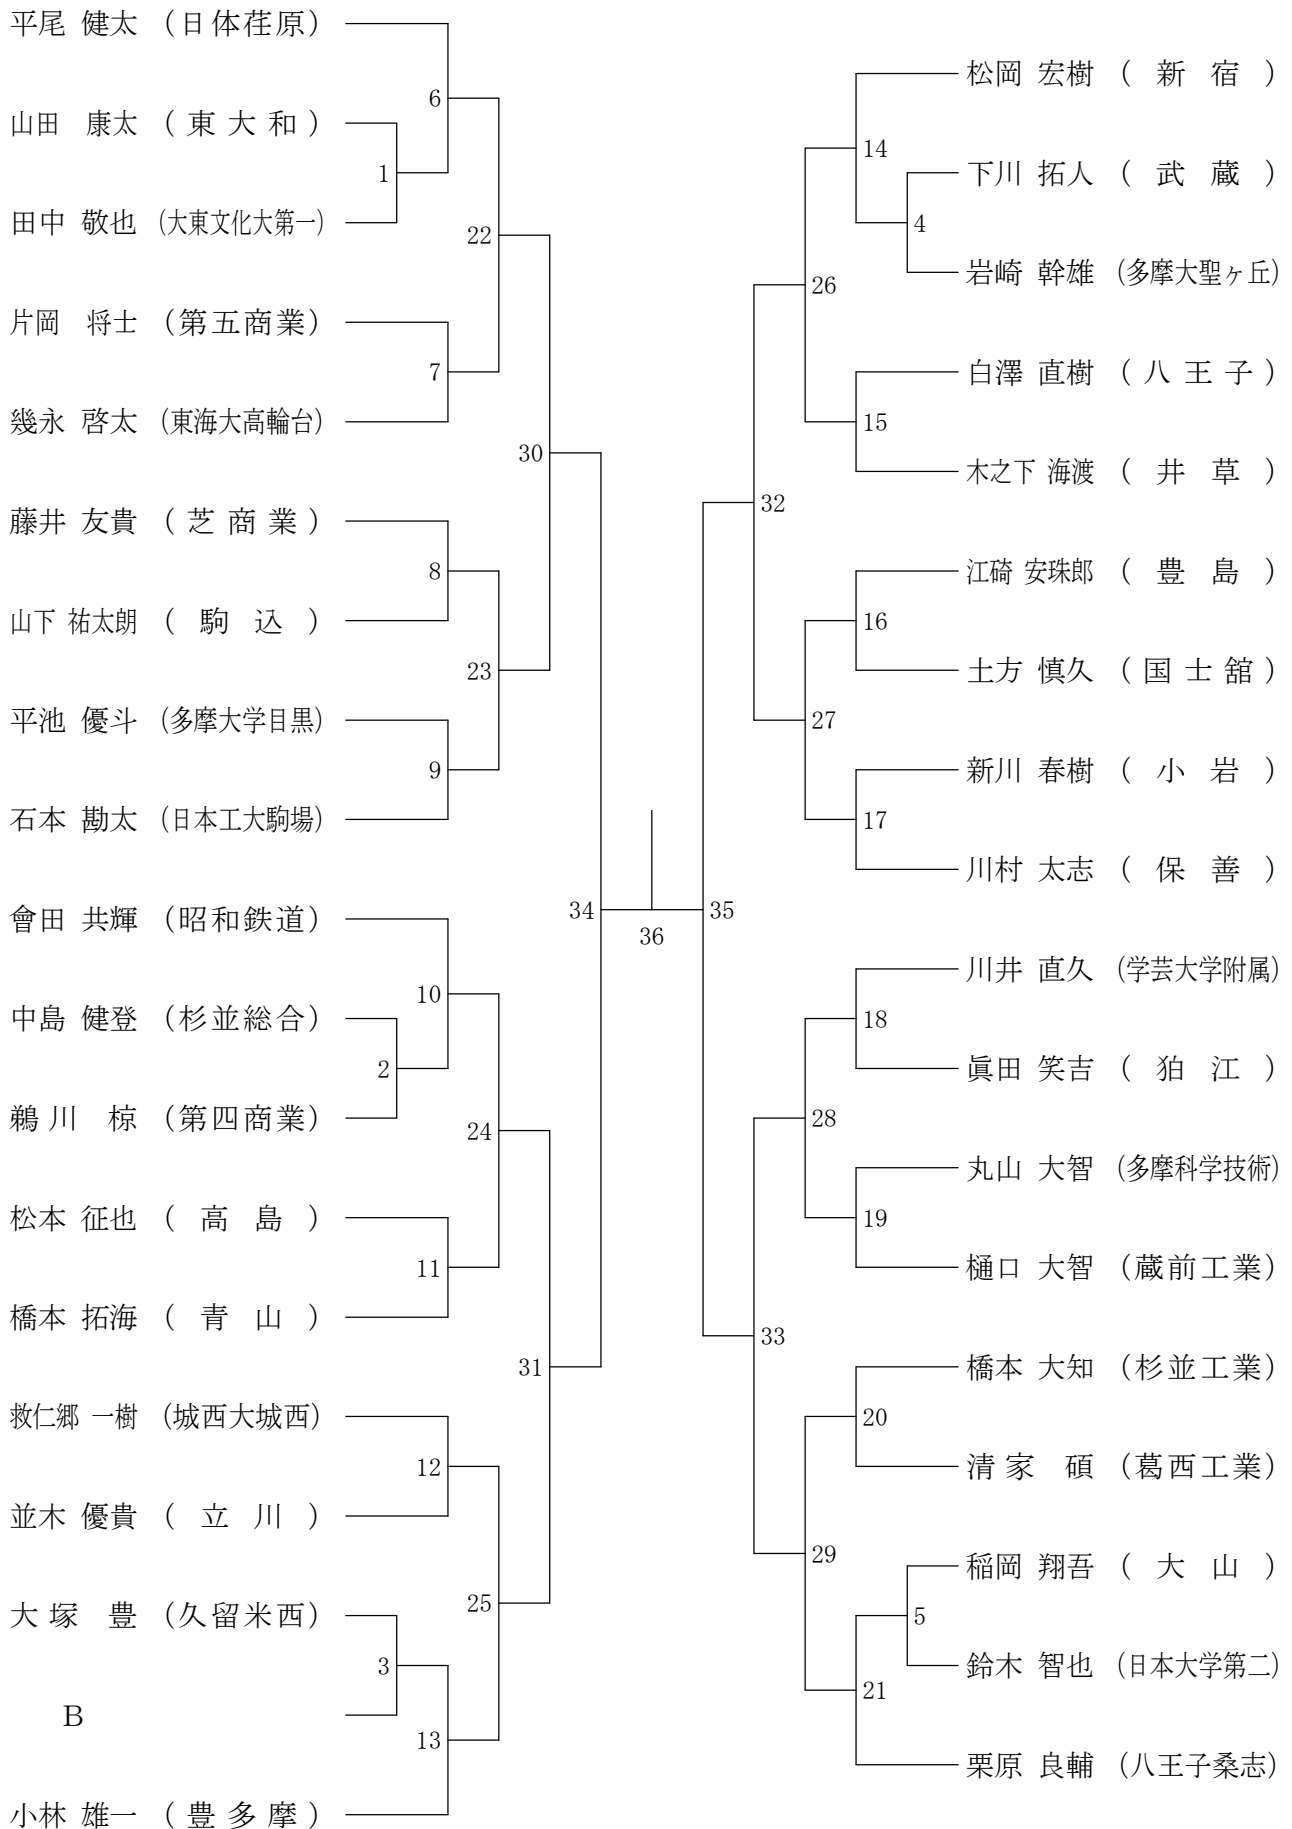 平尾 健太 （日体荏原）
山田 康太 （東大和）
田中 敬也 （大東文化大第一）
片岡 将士 （第五商業）
幾永 啓太 （東海大高輪台）
藤井 友貴 （芝商業）
山下 祐太朗 （駒込）
平池 優斗 （多摩大学目黒）
石本 勘太 （日本工大駒場）
會田 共輝 （昭和鉄道）
中島 健登 （杉並総合）
鵜川 椋 （第四商業）
松本 征也 （高島）
橋本 拓海 （青山）
救仁郷 一樹 （城西大城西）
並木 優貴 （立川）
大塚 豊 （久留米西）
B
小林 雄一 （豊多摩）
1
2
3
6
7
8
9
10
11
12
13
22
23
24
25
30
31
34
36
35
32
33
26
27
28
29
14
15
16
17
18
19
20
21
4
5
松岡 宏樹 （新宿）
下川 拓人 （武蔵）
岩崎 幹雄 （多摩大聖ヶ丘）
白澤 直樹 （八王子）
木之下 海渡 （井草）
江碕 安珠郎 （豊島）
土方 慎久 （国士舘）
新川 春樹 （小岩）
川村 太志 （保善）
川井 直久 （学芸大学附属）
眞田 笑吉 （狛江）
丸山 大智 （多摩科学技術）
樋口 大智 （蔵前工業）
橋本 大知 （杉並工業）
清家 碩 （葛西工業）
稲岡 翔吾 （大山）
鈴木 智也 （日本大学第二）
栗原 良輔 （八王子桑志）